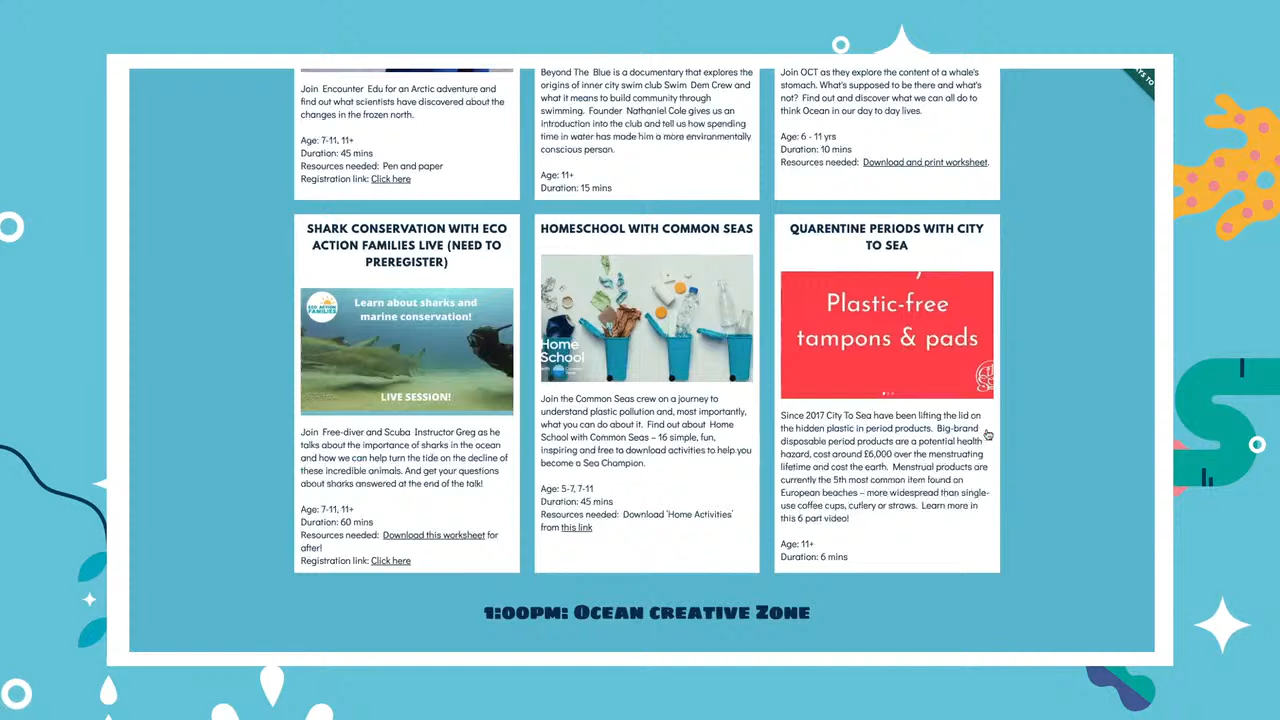 Join Encounter Edu for an Arctic adventure and
find out what scientists have discovered about the
changes in the frozen north.
Age: 7-11, 11+
Duration: 45 mins
Resources needed: Pen and paper
Registration link: Click here
Beyond The Blue is a documentary that explores the
origins of inner city swim club Swim Dem Crew and
what it means to build community through
swimming. Founder Nathaniel Cole gives us an
introduction into the club and tell us how spending
time in water has made him a more environmentally
conscious person.
Age: 11+
Duration: 15 mins
Join OCT as they explore the content of a whale's
stomach. What's supposed to be there and what's
not? Find out and discover what we can all do to
think Ocean in our day to day lives.
Age: 6 - 11 yrs
Duration: 10 mins
Resources needed: Download and print worksheet.
SHARK CONSERVATION WITH ECO
ACTION FAMILIES LIVE (NEED TO
PREREGISTER)
ECO ACTION
FAMILIES
Learn about sharks and
marine conservation!
LIVE SESSION!
Join Free-diver and Scuba Instructor Greg as he
talks about the importance of sharks in the ocean
and how we can help turn the tide on the decline of
these incredible animals. And get your questions
about sharks answered at the end of the talk!
Age: 7-11, 11+
Duration: 60 mins
Resources needed: Download this worksheet for
after!
Registration link: Click here
HOMESCHOOL WITH COMMON SEAS
Home
School
Join the Common Seas crew on a journey to
understand plastic pollution and, most importantly,
what you can do about it. Find out about Home
School with Common Seas – 16 simple, fun,
inspiring and free to download activities to help you
become a Sea Champion.
Age: 5-7, 7-11
Duration: 45 mins
Resources needed: Download 'Home Activities'
from this link
QUARENTINE PERIODS WITH CITY
TO SEA
Plastic-free
tampons & pads
Since 2017 City To Sea have been lifting the lid on
the hidden plastic in period products. Big-brand
disposable period products are a potential health
hazard, cost around £6,000 over the menstruating
lifetime and cost the earth. Menstrual products are
currently the 5th most common item found on
European beaches – more widespread than single-
use coffee cups, cutlery or straws. Learn more in
this 6 part video!
Age: 11+
Duration: 6 mins
1:00PM: OCEAN CREATIVE ZONE